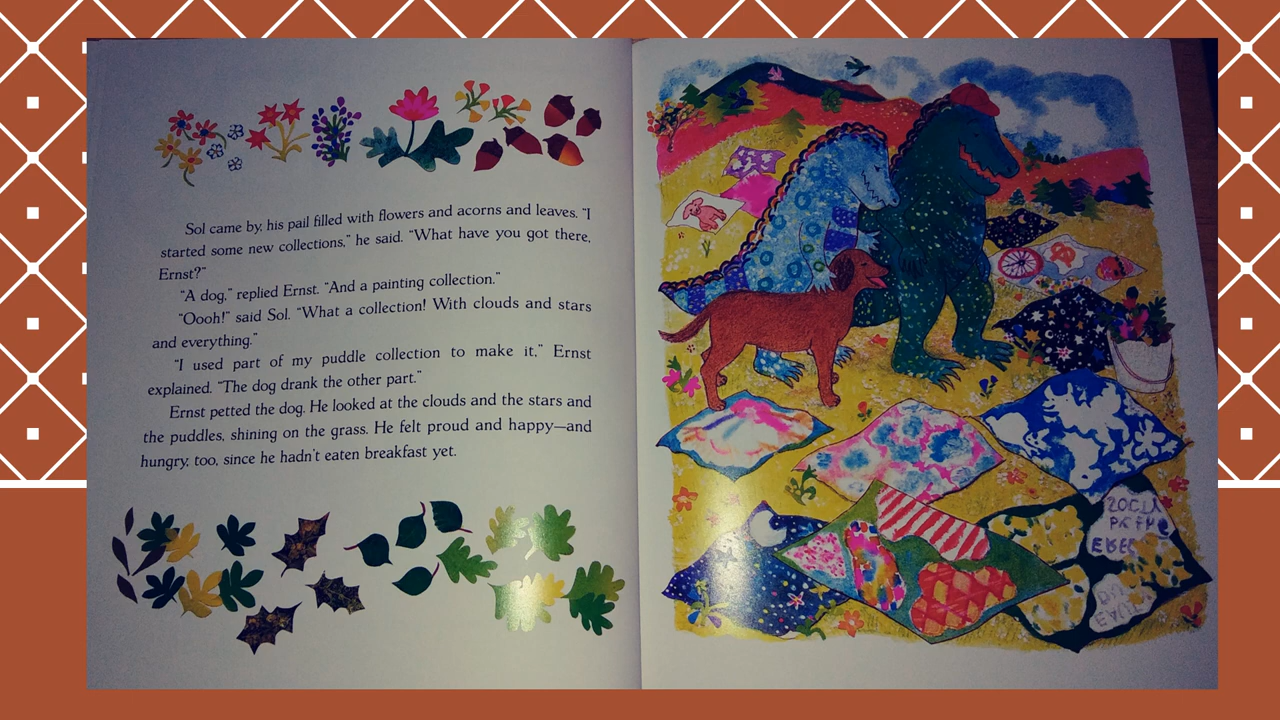 Sol came by, his pail filled with flowers and acorns and leaves. "I
started some new collections," he said. "What have you got there,
Ernst?"
"A dog," replied Ernst. "And a painting collection."
"Oooh!" said Sol. "What a collection! With clouds and stars
and everything."
"I used part of my puddle collection to make it," Ernst
explained. "The dog drank the other part."
Ernst petted the dog. He looked at the clouds and the stars and
the puddles, shining on the grass. He felt proud and happy—and
hungry, too, since he hadn't eaten breakfast yet.